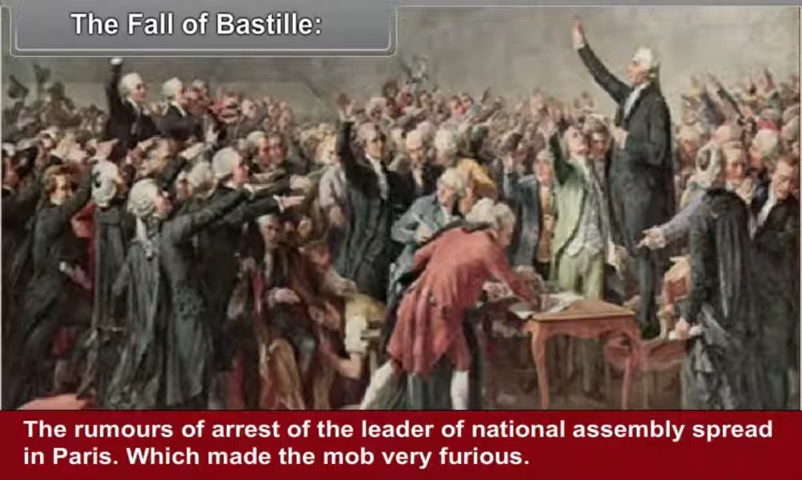 The Fall of Bastille:
The rumours of arrest of the leader of national assembly spread
in Paris. Which made the mob very furious.